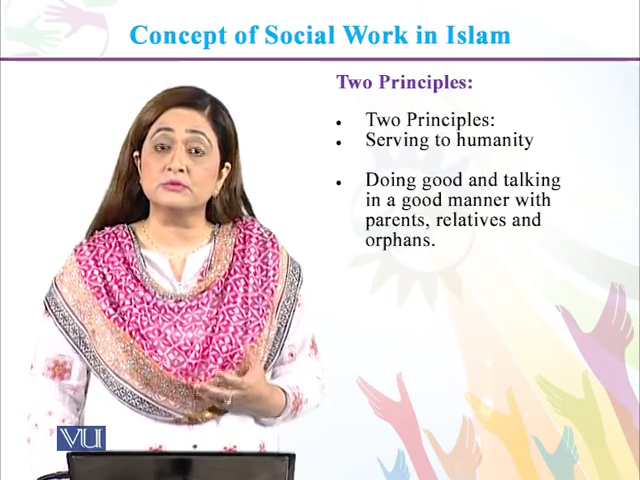 Concept of Social Work in Islam
Two Principles:
• Two Principles:
• Serving to humanity
• Doing good and talking
in a good manner with
parents, relatives and
orphans.
VU